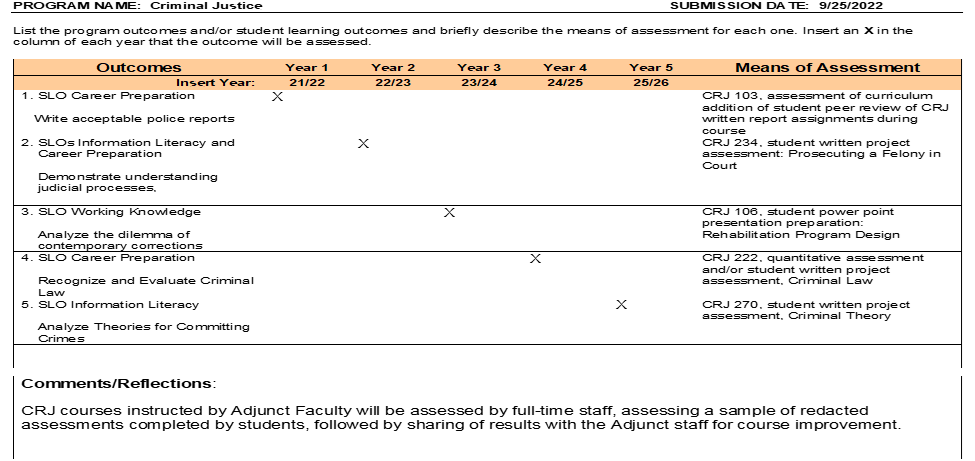 PROGRAM NAME: Criminal Justice SUBMISSION DATE: 9/25/2022
List the program outcomes and/or student learning outcomes and briefly describe the means of assessment for each one. Insert an X in the
column of each year that the outcome will be assessed.
Outcomes Year 1 Year 2 Year 3 Year 4 Year 5 Means of Assessment
Insert Year: 21/22 22/23 23/24 24/25 25/26
1. SLO Career Preparation X CRJ 103, assessment of curriculum
addition of student peer review of CRJ
Write acceptable police reports written report assignments during
course
2. SLOs Information Literacy and X CRJ 234, student written project
Career Preparation assessment: Prosecuting a Felony in
Court
Demonstrate understanding
judicial processes,
3. SLO Working Knowledge X CRJ 106, student power point
presentation preparation:
Analyze the dilemma of Rehabilitation Program Design
contemporary corrections
4. SLO Career Preparation X CRJ 222, quantitative assessment
and/or student written project
Recognize and Evaluate Criminal assessment, Criminal Law
Law
5. SLO Information Literacy X CRJ 270, student written project
assessment, Criminal Theory
Analyze Theories for Committing
Crimes
Comments/Reflections:
CRJ courses instructed by Adjunct Faculty will be assessed by full-time staff, assessing a sample of redacted
assessments completed by students, followed by sharing of results with the Adjunct staff for course improvement.